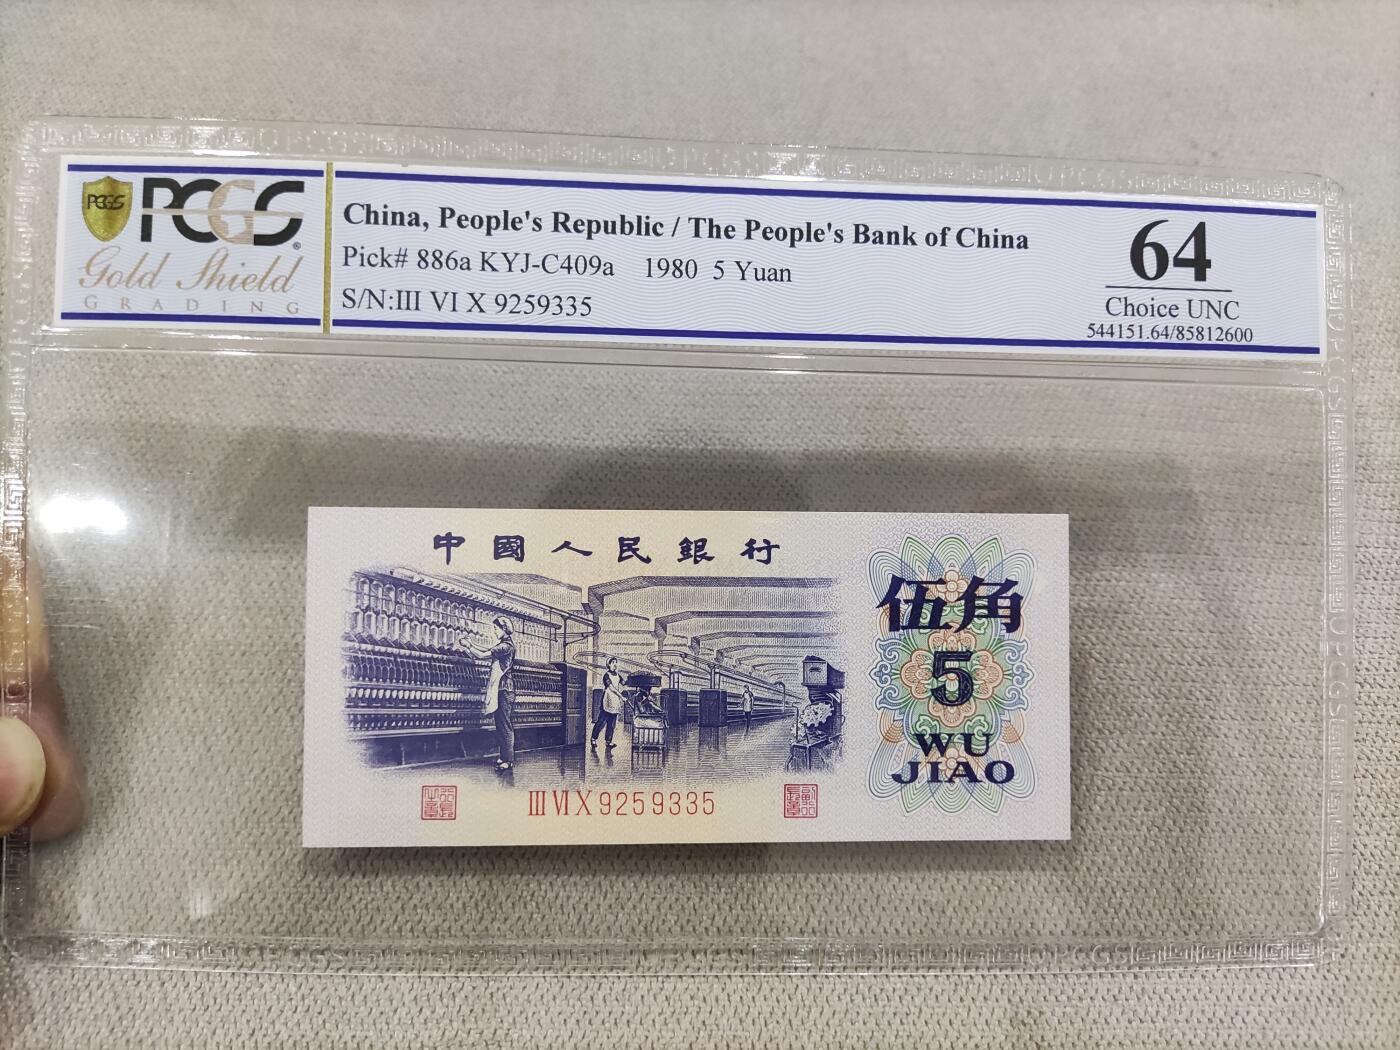 PCGS
PCGS®
Gold Shield
GRADING
China, People's Republic / The People's Bank of China
Pick# 886a KYJ-C409a 1980 5 Yuan
S/N:III VI X 9259335
64
Choice UNC
544151.64/85812600
中國人民銀行
伍角
5
WU
JIAO
III VI X 9259335